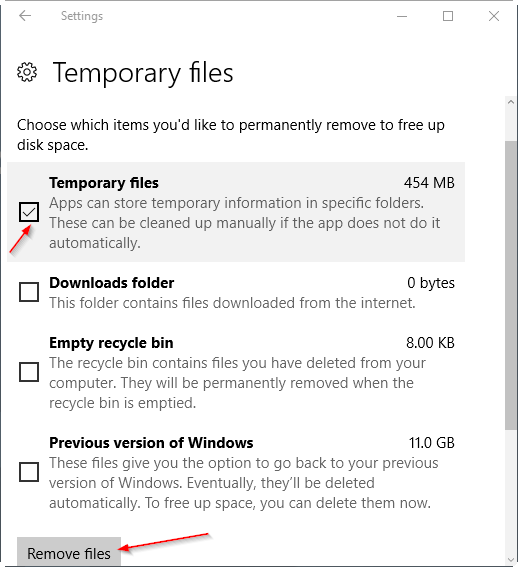 Settings
Temporary files
Choose which items you'd like to permanently remove to free up
disk space.
Temporary files 454 MB
Apps can store temporary information in specific folders.
These can be cleaned up manually if the app does not do it
automatically.
Downloads folder 0 bytes
This folder contains files downloaded from the internet.
Empty recycle bin 8.00 KB
The recycle bin contains files you have deleted from your
computer. They will be permanently removed when the
recycle bin is emptied.
Previous version of Windows 11.0 GB
These files give you the option to go back to your previous
version of Windows. Eventually, they'll be deleted
automatically. To free up space, you can delete them now.
Remove files